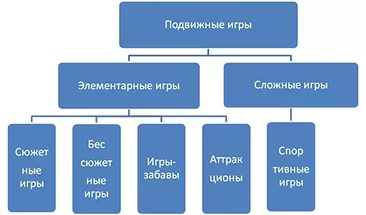 Подвижные игры
Элементарные игры
Сложные игры
Сюжет
ные
игры
Бес
сюжет
ные
игры
Игры-
забавы
Аттрак
ционы
Спор
тивные
игры